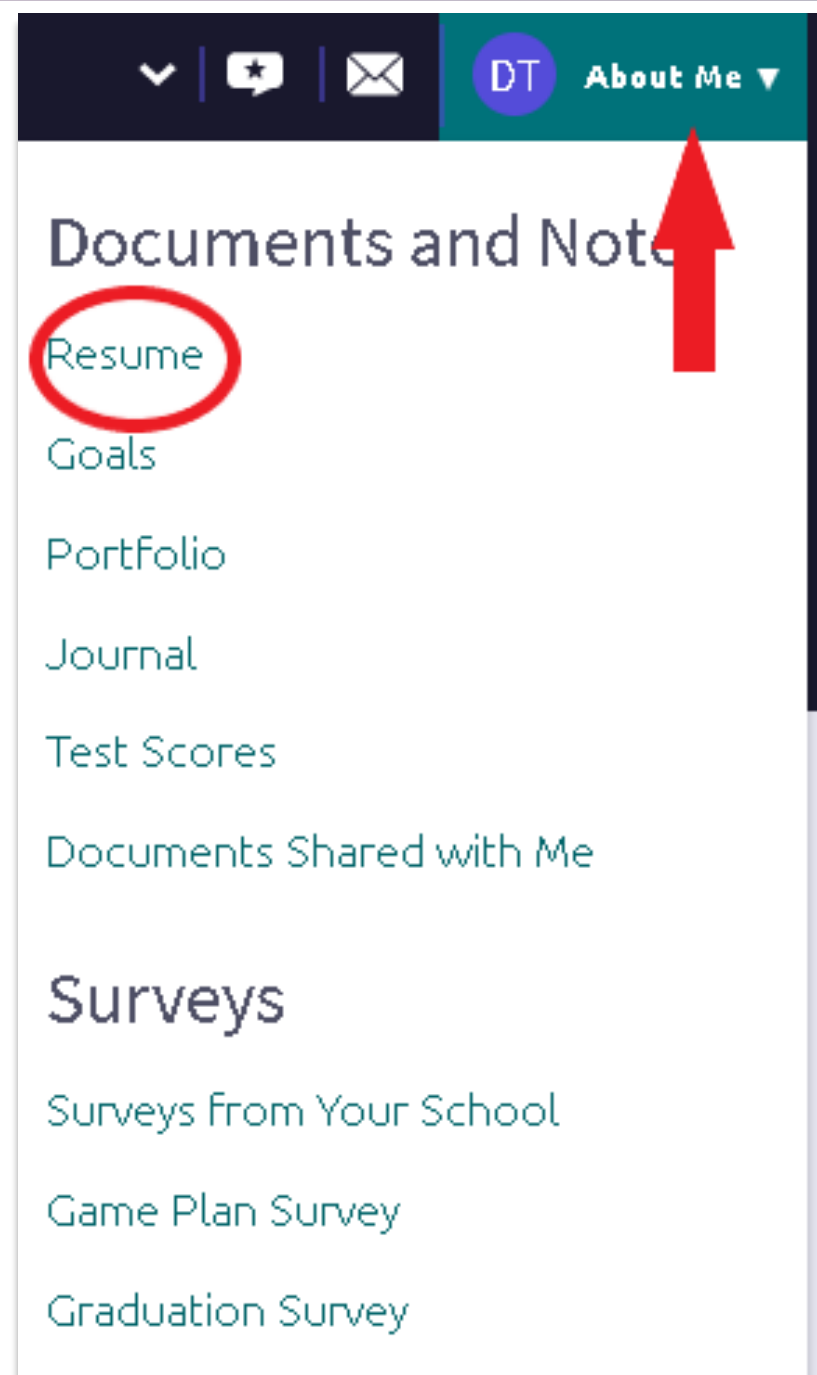 DT About Me ▼
Documents and Note
Resume
Goals
Portfolio
Journal
Test Scores
Documents Shared with Me
Surveys
Surveys from Your School
Game Plan Survey
Graduation Survey